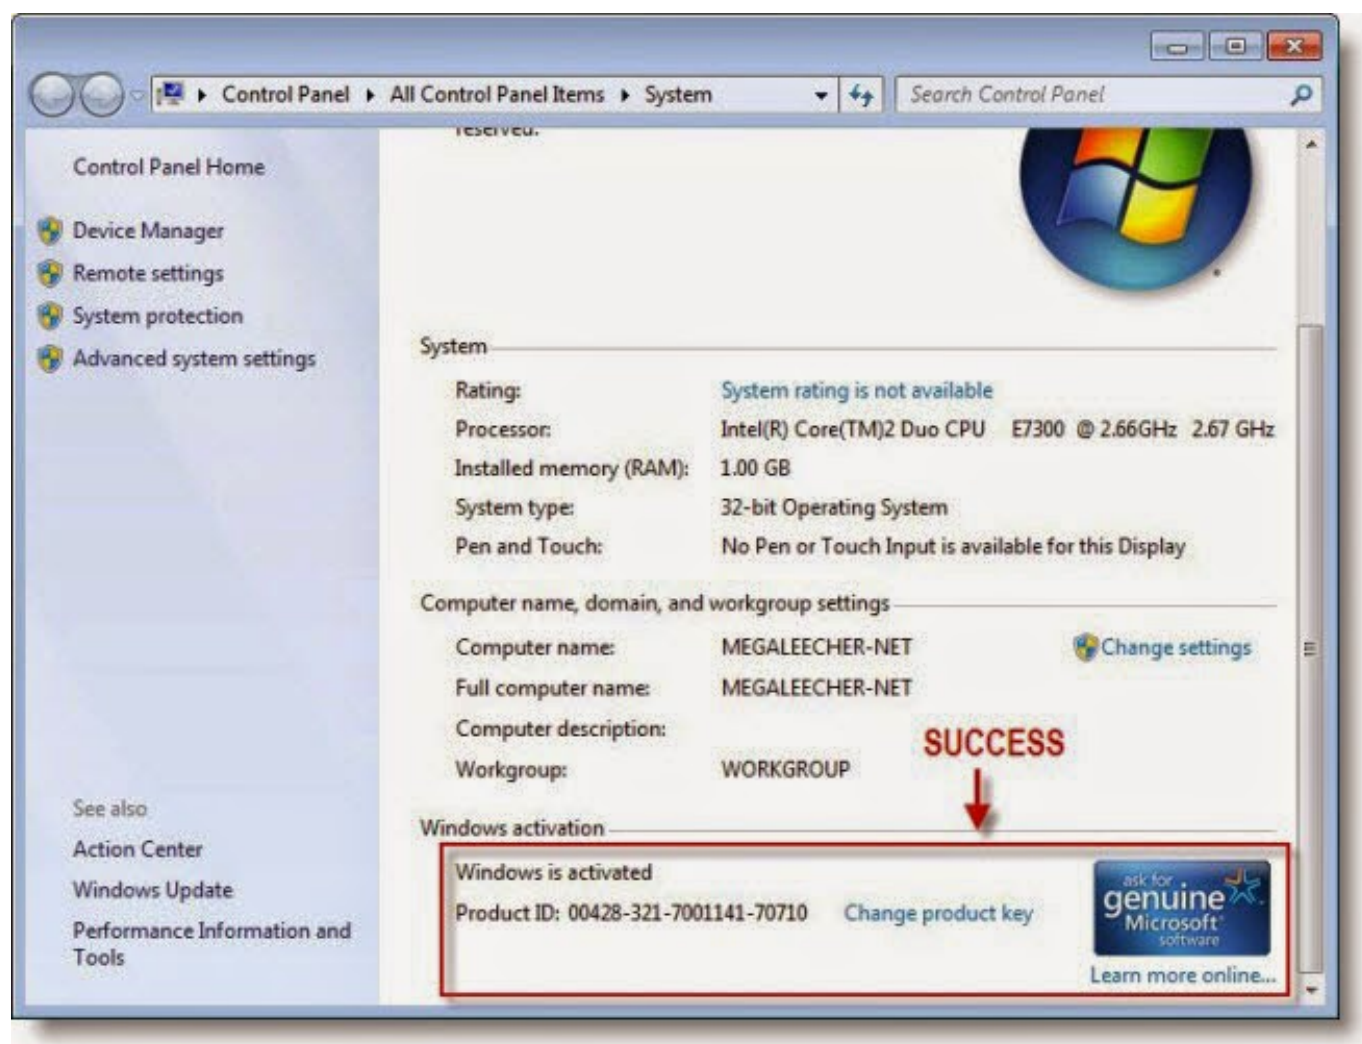 Control Panel ▸ All Control Panel Items ▸ System
Search Control Panel
Control Panel Home
Device Manager
Remote settings
System protection
Advanced system settings
See also
Action Center
Windows Update
Performance Information and
Tools
reserved.
System
Rating: System rating is not available
Processor: Intel(R) Core(TM)2 Duo CPU E7300 @ 2.66GHz 2.67 GHz
Installed memory (RAM): 1.00 GB
System type: 32-bit Operating System
Pen and Touch: No Pen or Touch Input is available for this Display
Computer name, domain, and workgroup settings
Computer name: MEGALEECHER-NET Change settings
Full computer name: MEGALEECHER-NET
Computer description:
Workgroup: WORKGROUP
SUCCESS
Windows activation
Windows is activated
Product ID: 00428-321-7001141-70710 Change product key
ask for
genuine
Microsoft
software
Learn more online...